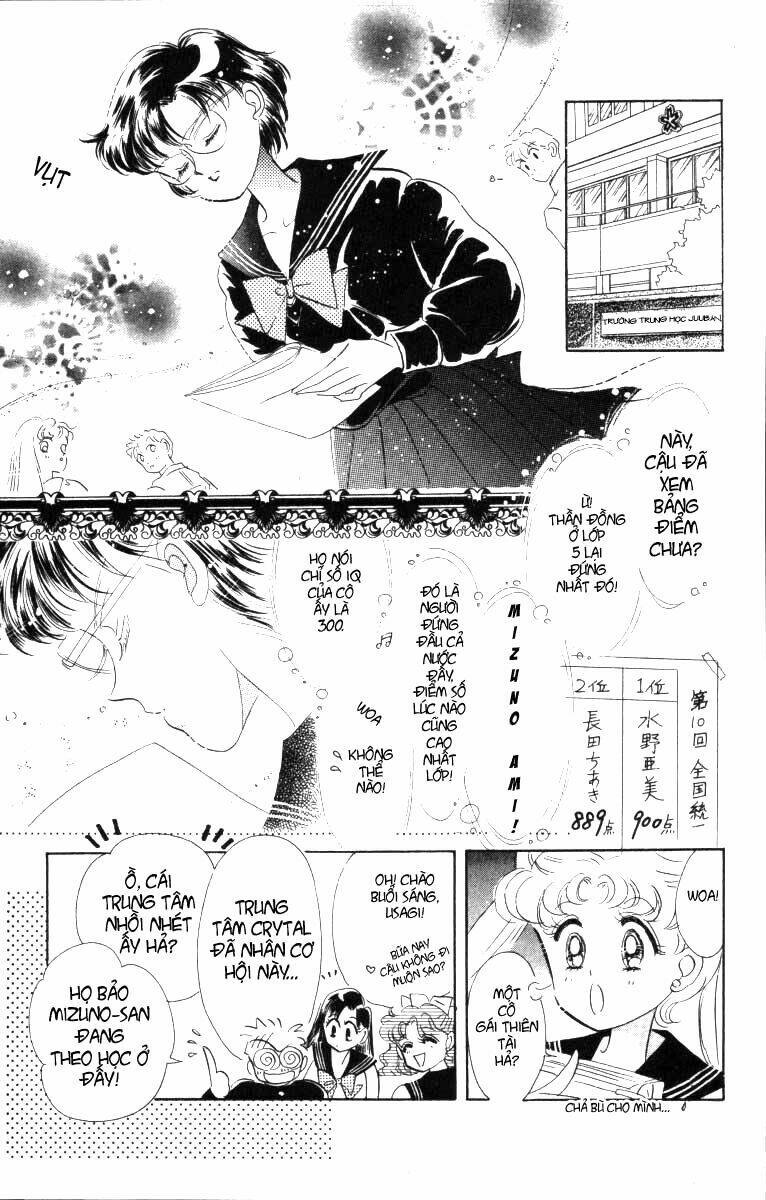 TRƯỜNG TRUNG HỌC JUUBAN
VỤT
NÀY,
CẬU ĐÃ
XEM
BẢNG
ĐIỂM
CHƯA?
Ừ!
THẦN ĐỒNG
Ở LỚP
5 LẠI
ĐỨNG
NHẤT ĐÓ!
MIZUNO AMI!
ĐÓ LÀ
NGƯỜI
ĐỨNG
ĐẦU CẢ
NƯỚC
ĐẤY,
ĐIỂM SỐ
LÚC NÀO
CŨNG
CAO
NHẤT
LỚP!
HỌ NÓI
CHỈ SỐ IQ
CỦA CÔ
ẤY LÀ
300.
WOA
KHÔNG
THỂ
NÀO!
第10回 全国統一
1位
水野亜美
900点
2位
長田ちあき
889点
WOA!
MỘT
CÔ
GÁI THIÊN
TÀI
HẢ?
CHẢ BÙ CHO MÌNH...
OH! CHÀO
BUỔI SÁNG,
USAGI!
BỮA NAY
CẬU KHÔNG ĐI
MUỘN SAO?
TRUNG
TÂM CRYTAL
ĐÃ NHÂN CƠ
HỘI NÀY...
Ồ, CÁI
TRUNG TÂM
NHỒI NHÉT
ẤY HẢ?
HỌ BẢO
MIZUNO-SAN
ĐANG
THEO HỌC Ở
ĐẤY!